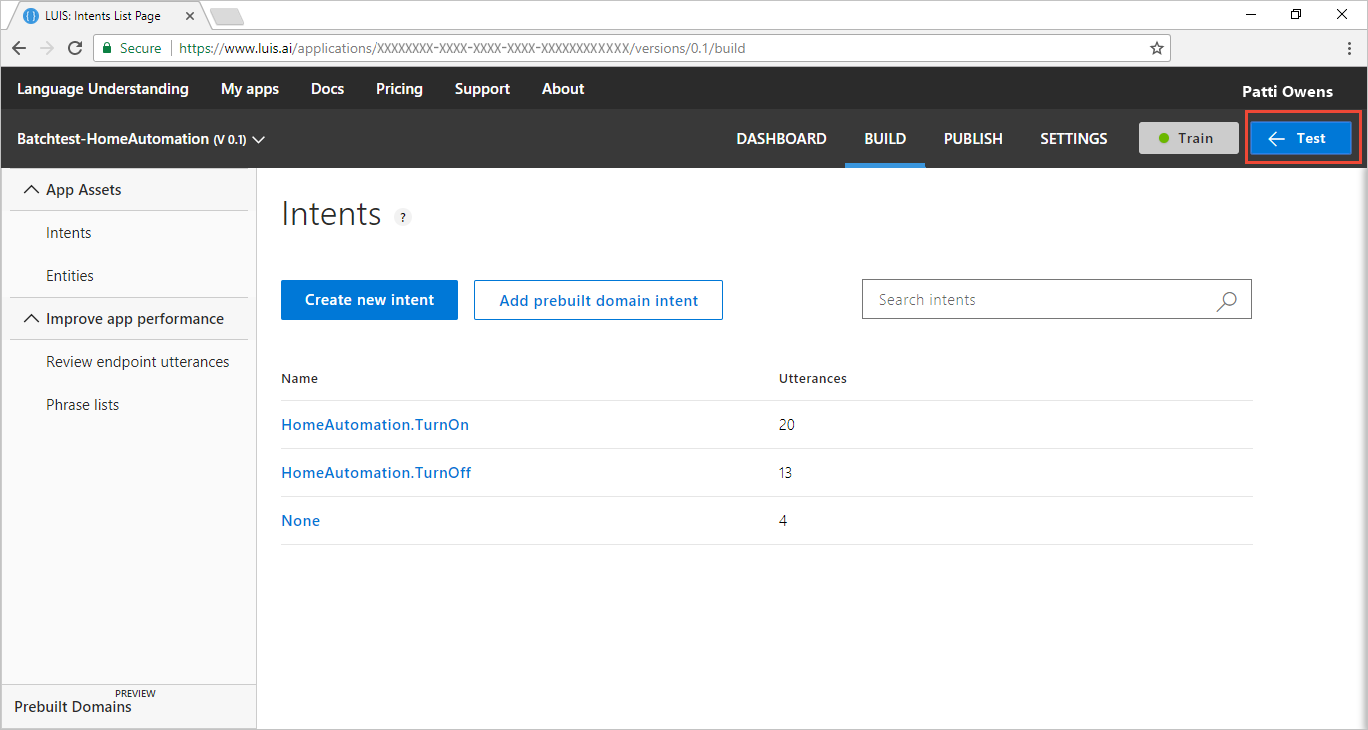 LUIS: Intents List Page
Secure https://www.luis.ai/applications/XXXXXXXX-XXXX-XXXX-XXXX-XXXXXXXXXXXX/versions/0.1/build
Language Understanding My apps Docs Pricing Support About Patti Owens
Batchtest-HomeAutomation (V 0.1) DASHBOARD BUILD PUBLISH SETTINGS Train Test
App Assets
Intents
Entities
Improve app performance
Review endpoint utterances
Phrase lists
PREVIEW
Prebuilt Domains
Intents ?
Create new intent Add prebuilt domain intent Search intents
Name Utterances
HomeAutomation.TurnOn 20
HomeAutomation.TurnOff 13
None 4